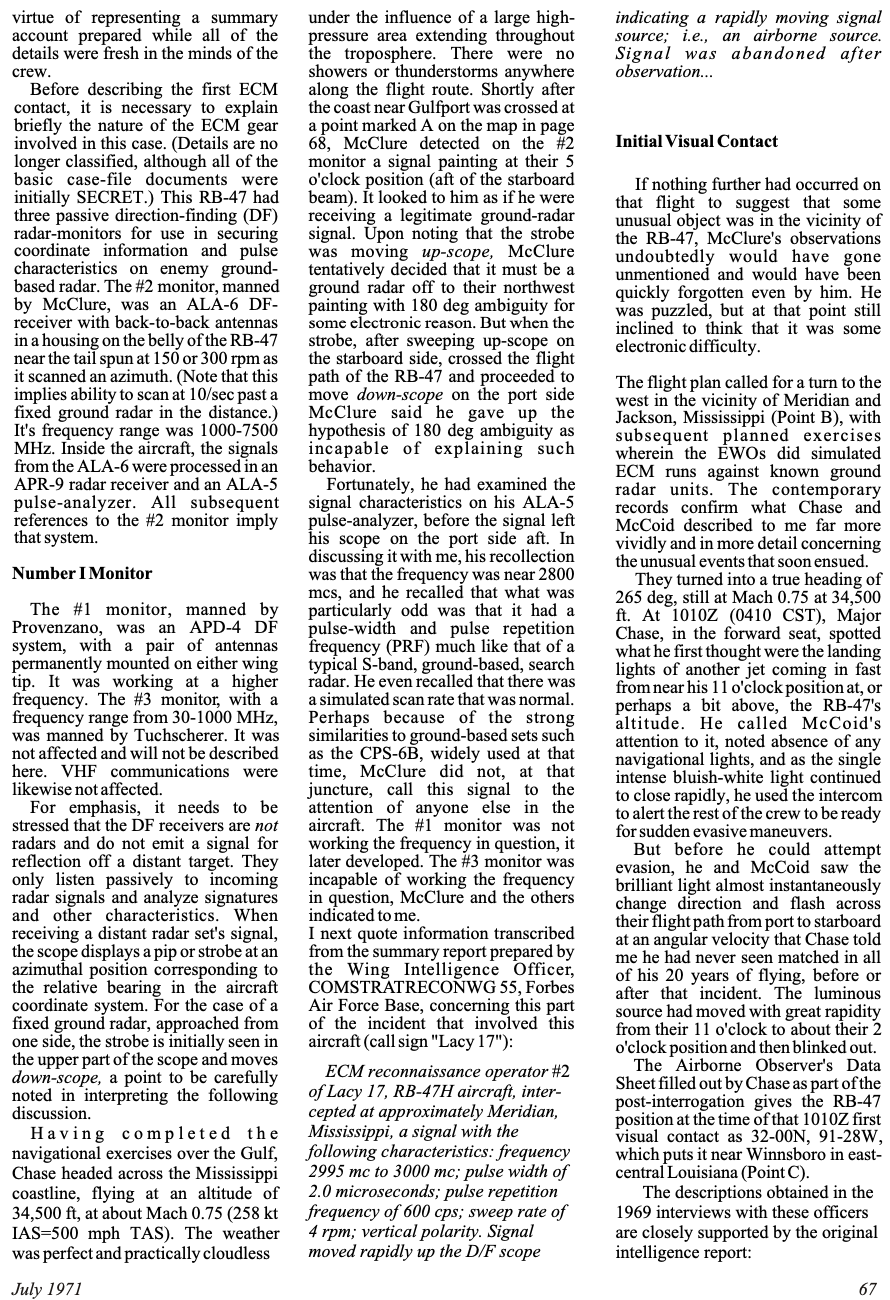 virtue of representing a summary
account prepared while all of the
details were fresh in the minds of the
crew.
Before describing the first ECM
contact, it is necessary to explain
briefly the nature of the ECM gear
involved in this case. (Details are no
longer classified, although all of the
basic case-file documents were
initially SECRET.) This RB-47 had
three passive direction-finding (DF)
radar-monitors for use in securing
coordinate information and pulse
characteristics on enemy ground-
based radar. The #2 monitor, manned
by McClure, was an ALA-6 DF-
receiver with back-to-back antennas
in a housing on the belly of the RB-47
near the tail spun at 150 or 300 rpm as
it scanned an azimuth. (Note that this
implies ability to scan at 10/sec past a
fixed ground radar in the distance.)
It's frequency range was 1000-7500
MHz. Inside the aircraft, the signals
from the ALA-6 were processed in an
APR-9 radar receiver and an ALA-5
pulse-analyzer. All subsequent
references to the #2 monitor imply
that system.
Number I Monitor
The #1 monitor, manned by
Provenzano, was an APD-4 DF
system, with a pair of antennas
permanently mounted on either wing
tip. It was working at a higher
frequency. The #3 monitor, with a
frequency range from 30-1000 MHz,
was manned by Tuchscherer. It was
not affected and will not be described
here. VHF communications were
likewise not affected.
For emphasis, it needs to be
stressed that the DF receivers are not
radars and do not emit a signal for
reflection off a distant target. They
only listen passively to incoming
radar signals and analyze signatures
and other characteristics. When
receiving a distant radar set's signal,
the scope displays a pip or strobe at an
azimuthal position corresponding to
the relative bearing in the aircraft
coordinate system. For the case of a
fixed ground radar, approached from
one side, the strobe is initially seen in
the upper part of the scope and moves
down-scope, a point to be carefully
noted in interpreting the following
discussion.
Having completed the
navigational exercises over the Gulf,
Chase headed across the Mississippi
coastline, flying at an altitude of
34,500 ft, at about Mach 0.75 (258 kt
IAS=500 mph TAS). The weather
was perfect and practically cloudless
under the influence of a large high-
pressure area extending throughout
the troposphere. There were no
showers or thunderstorms anywhere
along the flight route. Shortly after
the coast near Gulfport was crossed at
a point marked A on the map in page
68, McClure detected on the #2
monitor a signal painting at their 5
o'clock position (aft of the starboard
beam). It looked to him as if he were
receiving a legitimate ground-radar
signal. Upon noting that the strobe
was moving up-scope, McClure
tentatively decided that it must be a
ground radar off to their northwest
painting with 180 deg ambiguity for
some electronic reason. But when the
strobe, after sweeping up-scope on
the starboard side, crossed the flight
path of the RB-47 and proceeded to
move down-scope on the port side
McClure said he gave up the
hypothesis of 180 deg ambiguity as
incapable of explaining such
behavior.
Fortunately, he had examined the
signal characteristics on his ALA-5
pulse-analyzer, before the signal left
his scope on the port side aft. In
discussing it with me, his recollection
was that the frequency was near 2800
mcs, and he recalled that what was
particularly odd was that it had a
pulse-width and pulse repetition
frequency (PRF) much like that of a
typical S-band, ground-based, search
radar. He even recalled that there was
a simulated scan rate that was normal.
Perhaps because of the strong
similarities to ground-based sets such
as the CPS-6B, widely used at that
time, McClure did not, at that
juncture, call this signal to the
attention of anyone else in the
aircraft. The #1 monitor was not
working the frequency in question, it
later developed. The #3 monitor was
incapable of working the frequency
in question, McClure and the others
indicated to me.
I next quote information transcribed
from the summary report prepared by
the Wing Intelligence Officer,
COMSTRATRECONWG 55, Forbes
Air Force Base, concerning this part
of the incident that involved this
aircraft (call sign "Lacy 17"):
ECM reconnaissance operator #2
of Lacy 17, RB-47H aircraft, inter-
cepted at approximately Meridian,
Mississippi, a signal with the
following characteristics: frequency
2995 mc to 3000 mc; pulse width of
2.0 microseconds; pulse repetition
frequency of 600 cps; sweep rate of
4 rpm; vertical polarity. Signal
moved rapidly up the D/F scope
indicating a rapidly moving signal
source; i.e., an airborne source.
Signal was abandoned after
observation...
Initial Visual Contact
If nothing further had occurred on
that flight to suggest that some
unusual object was in the vicinity of
the RB-47, McClure's observations
undoubtedly would have gone
unmentioned and would have been
quickly forgotten even by him. He
was puzzled, but at that point still
inclined to think that it was some
electronic difficulty.
The flight plan called for a turn to the
west in the vicinity of Meridian and
Jackson, Mississippi (Point B), with
subsequent planned exercises
wherein the EWOs did simulated
ECM runs against known ground
radar units. The contemporary
records confirm what Chase and
McCoid described to me far more
vividly and in more detail concerning
the unusual events that soon ensued.
They turned into a true heading of
265 deg, still at Mach 0.75 at 34,500
ft. At 1010Z (0410 CST), Major
Chase, in the forward seat, spotted
what he first thought were the landing
lights of another jet coming in fast
from near his 11 o'clock position at, or
perhaps a bit above, the RB-47's
altitude. He called McCoid's
attention to it, noted absence of any
navigational lights, and as the single
intense bluish-white light continued
to close rapidly, he used the intercom
to alert the rest of the crew to be ready
for sudden evasive maneuvers.
But before he could attempt
evasion, he and McCoid saw the
brilliant light almost instantaneously
change direction and flash across
their flight path from port to starboard
at an angular velocity that Chase told
me he had never seen matched in all
of his 20 years of flying, before or
after that incident. The luminous
source had moved with great rapidity
from their 11 o'clock to about their 2
o'clock position and then blinked out.
The Airborne Observer's Data
Sheet filled out by Chase as part of the
post-interrogation gives the RB-47
position at the time of that 1010Z first
visual contact as 32-00N, 91-28W,
which puts it near Winnsboro in east-
central Louisiana (Point C).
The descriptions obtained in the
1969 interviews with these officers
are closely supported by the original
intelligence report:
July 1971
67